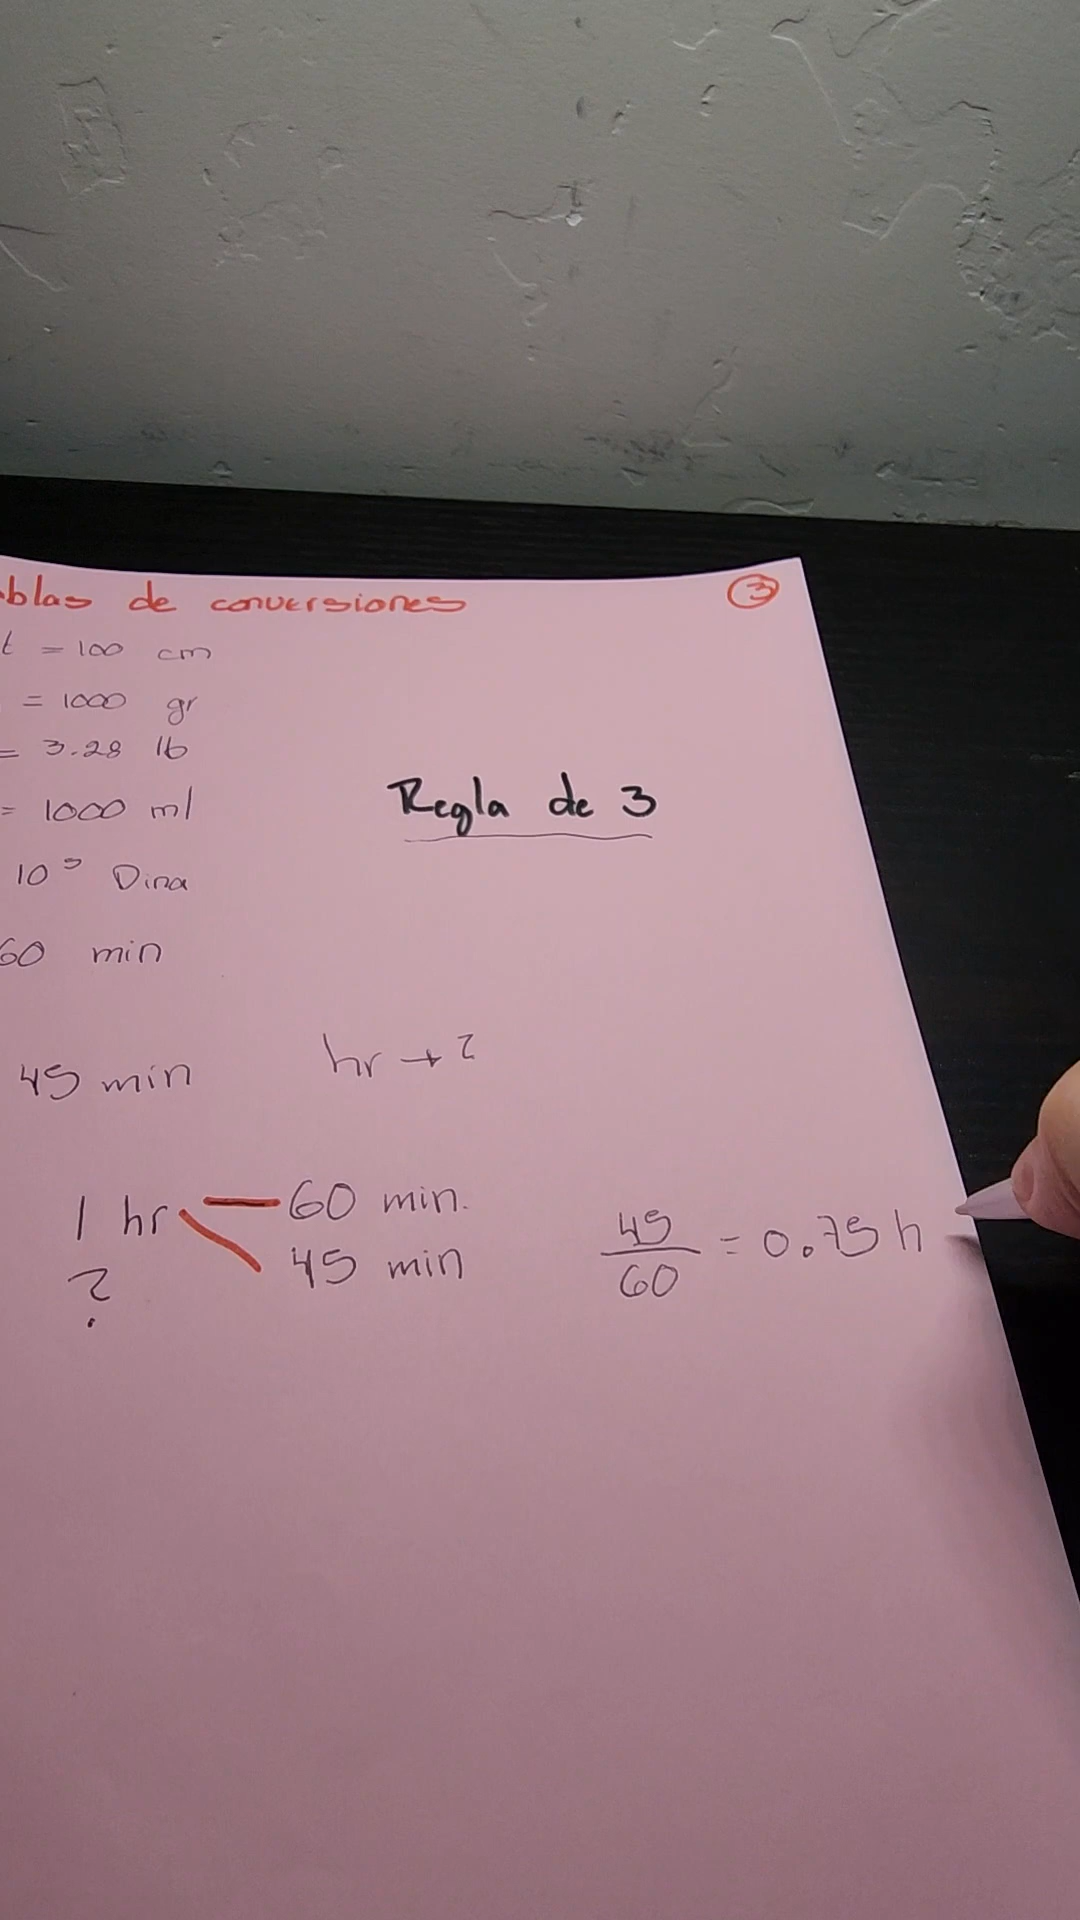 blas de conversiones
3
t = 100 cm
= 1000 gr
= 3.28 lb
= 1000 ml
Regla de 3
10⁵ Dina
60 min
45 min hr → ?
1 hr — 60 min.
? 45 min
45/60 = 0.75 h